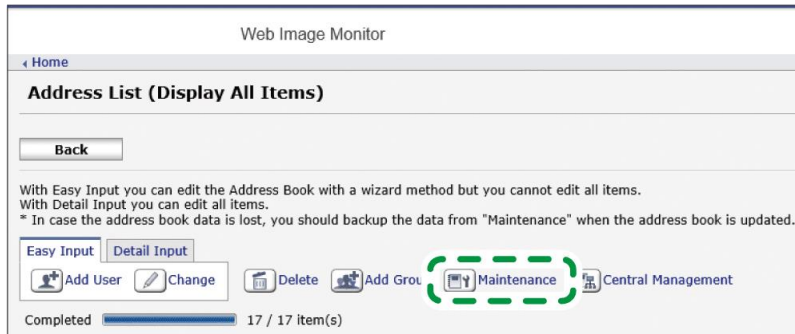 Web Image Monitor
Home
Address List (Display All Items)
Back
With Easy Input you can edit the Address Book with a wizard method but you cannot edit all items.
With Detail Input you can edit all items.
* In case the address book data is lost, you should backup the data from "Maintenance" when the address book is updated.
Easy Input Detail Input
Add User Change Delete Add Grou Maintenance Central Management
Completed 17 / 17 item(s)